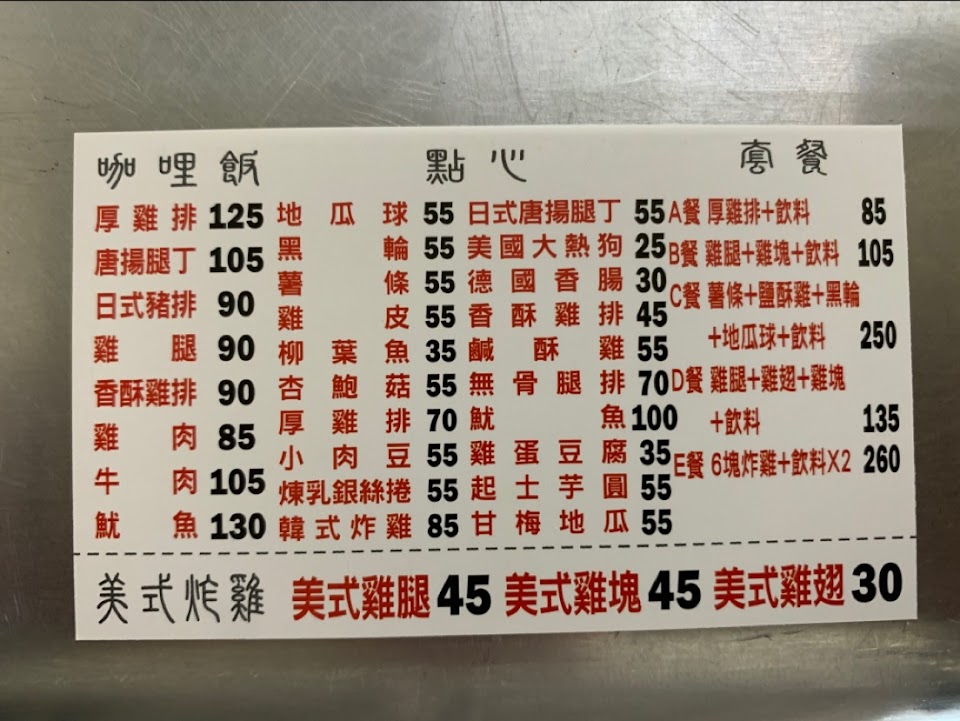 咖哩飯
厚雞排 125
唐揚腿丁 105
日式豬排 90
雞腿 90
香酥雞排 90
雞肉 85
牛肉 105
魷魚 130
點心
地瓜球 55
黑輪 55
薯條 55
雞皮 55
柳葉魚 35
杏鮑菇 55
厚雞排 70
小肉豆 55
煉乳銀絲捲 55
韓式炸雞 85
日式唐揚腿丁 55
美國大熱狗 25
德國香腸 30
香酥雞排 45
鹹酥雞 55
無骨腿排 70
魷魚 100
雞蛋豆腐 35
起士芋圓 55
甘梅地瓜 55
套餐
A餐 厚雞排+飲料 85
B餐 雞腿+雞塊+飲料 105
C餐 薯條+鹽酥雞+黑輪
+地瓜球+飲料 250
D餐 雞腿+雞翅+雞塊
+飲料 135
E餐 6塊炸雞+飲料X2 260
美式炸雞 美式雞腿 45 美式雞塊 45 美式雞翅 30